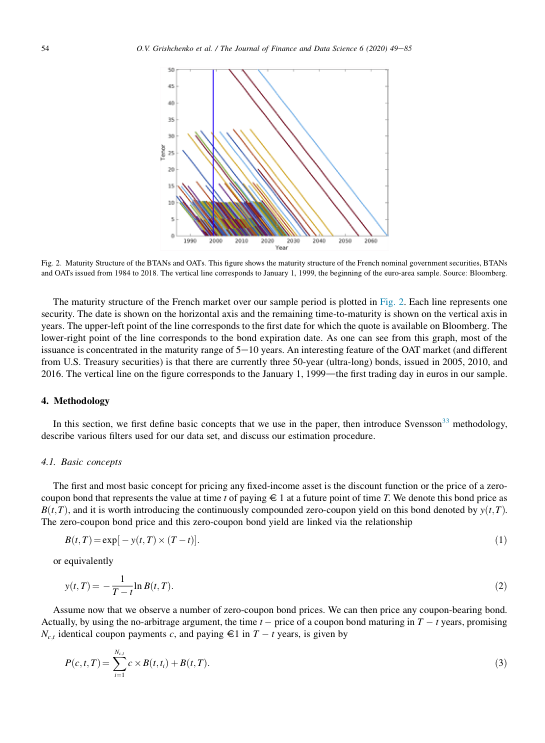 54
O.V. Grishchenko et al. / The Journal of Finance and Data Science 6 (2020) 49–85
50
45
40
35
30
25
20
15
10
5
0
Tenor
1990 2000 2010 2020 2030 2040 2050 2060
Year
Fig. 2. Maturity Structure of the BTANs and OATs. This figure shows the maturity structure of the French nominal government securities, BTANs
and OATs issued from 1984 to 2018. The vertical line corresponds to January 1, 1999, the beginning of the euro-area sample. Source: Bloomberg.
The maturity structure of the French market over our sample period is plotted in Fig. 2. Each line represents one
security. The date is shown on the horizontal axis and the remaining time-to-maturity is shown on the vertical axis in
years. The upper-left point of the line corresponds to the first date for which the quote is available on Bloomberg. The
lower-right point of the line corresponds to the bond expiration date. As one can see from this graph, most of the
issuance is concentrated in the maturity range of 5–10 years. An interesting feature of the OAT market (and different
from U.S. Treasury securities) is that there are currently three 50-year (ultra-long) bonds, issued in 2005, 2010, and
2016. The vertical line on the figure corresponds to the January 1, 1999—the first trading day in euros in our sample.
4. Methodology
In this section, we first define basic concepts that we use in the paper, then introduce Svensson33 methodology,
describe various filters used for our data set, and discuss our estimation procedure.
4.1. Basic concepts
The first and most basic concept for pricing any fixed-income asset is the discount function or the price of a zero-
coupon bond that represents the value at time t of paying € 1 at a future point of time T. We denote this bond price as
B(t, T), and it is worth introducing the continuously compounded zero-coupon yield on this bond denoted by y(t, T).
The zero-coupon bond price and this zero-coupon bond yield are linked via the relationship
B(t, T) = exp[ − y(t, T) × (T − t)]. (1)
or equivalently
y(t, T) = − 1/(T − t) ln B(t, T). (2)
Assume now that we observe a number of zero-coupon bond prices. We can then price any coupon-bearing bond.
Actually, by using the no-arbitrage argument, the time t − price of a coupon bond maturing in T − t years, promising
N_{c,t} identical coupon payments c, and paying €1 in T − t years, is given by
P(c, t, T) = ∑_{i=1}^{N_{c,t}} c × B(t, t_i) + B(t, T). (3)